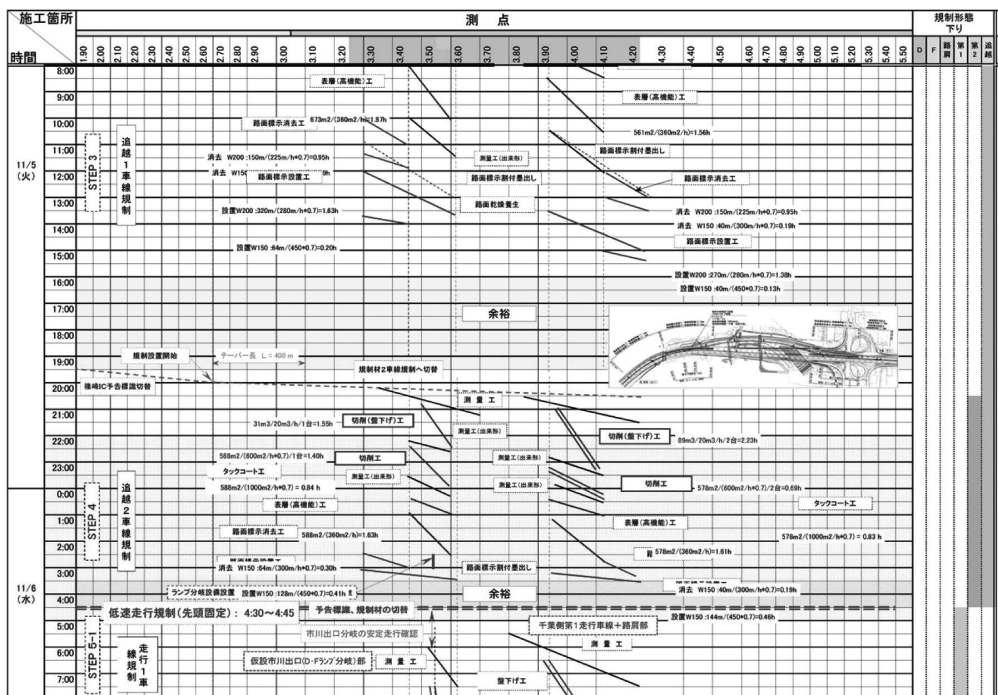 施工箇所
測 点
規制形態
下り
時間
1.90 2.00 2.10 2.20 2.40 2.50 2.60 2.70 2.80 2.90 3.00 3.10 3.20 3.30 3.40 3.50 3.60 3.70 3.80 3.90 4.00 4.10 4.20 4.30 4.40 4.50 4.60 4.70 4.80 4.90 5.00 5.10 5.20 5.30 5.40 5.50
D F 路肩 第1 第2 追越
8:00
表層(高機能)工
9:00
表層(高機能)工
10:00
路面標示消去工 673m2/(360m2/h)=1.87h
561m2/(360m2/h)=1.56h
11/5
(火)
STEP 3
追越1車線規制
11:00
消去 W200 :150m/(225m/h*0.7)=0.95h
測量工(出来形)
路面標示割付墨出し
12:00
消去 W150
路面標示設置工
路面標示割付墨出し
路面標示消去工
13:00
設置W200 :320m/(280m/h*0.7)=1.63h
路面乾燥養生
消去 W200 :150m/(225m/h*0.7)=0.95h
消去 W150 :40m/(300m/h*0.7)=0.19h
14:00
設置W150 :64m/(450*0.7)=0.20h
路面標示設置工
15:00
設置W200 :270m/(280m/h*0.7)=1.38h
設置W150 :40m/(450*0.7)=0.13h
16:00
17:00
余裕
18:00
19:00
規制設置開始
テーパー長 L=400m
規制材2車線規制へ切替
20:00
篠崎IC予告標識切替
測 量 工
21:00
31m3/20m3/h/1台=1.55h
切削(盤下げ)工
測量工(出来形)
切削(盤下げ)工
89m3/20m3/h/2台=2.23h
22:00
588m2/(600m2/h*0.7)/1台=1.40h
切削工
測量工(出来形)
23:00
タックコート工
測量工(出来形)
測量工(出来形)
切削工
578m2/(600m2/h*0.7)/2台=0.69h
588m2/(1000m2/h*0.7) = 0.84 h
0:00
STEP 4
追越2車線規制
表層(高機能)工
タックコート工
1:00
路面標示消去工
588m2/(360m2/h)=1.63h
表層(高機能)工
578m2/(1000m2/h*0.7) = 0.83 h
2:00
578m2/(360m2/h)=1.61h
3:00
消去 W150 :64m/(300m/h*0.7)=0.30h
路面標示割付墨出し
11/6
(水)
ランプ分岐設備設置
設置W150 :128m/(450*0.7)=0.41h
余裕
消去 W150 :40m/(300m/h*0.7)=0.19h
4:00
低速走行規制(先頭固定): 4:30~4:45
予告標識、規制材の切替
設置W150 :144m/(450*0.7)=0.46h
5:00
STEP 5-1
走行1車線規制
市川出口分岐の安定走行確認
千葉側第1走行車線+路肩部
6:00
仮設市川出口(D・Fランプ分岐)部
測 量 工
7:00
盤下げ工